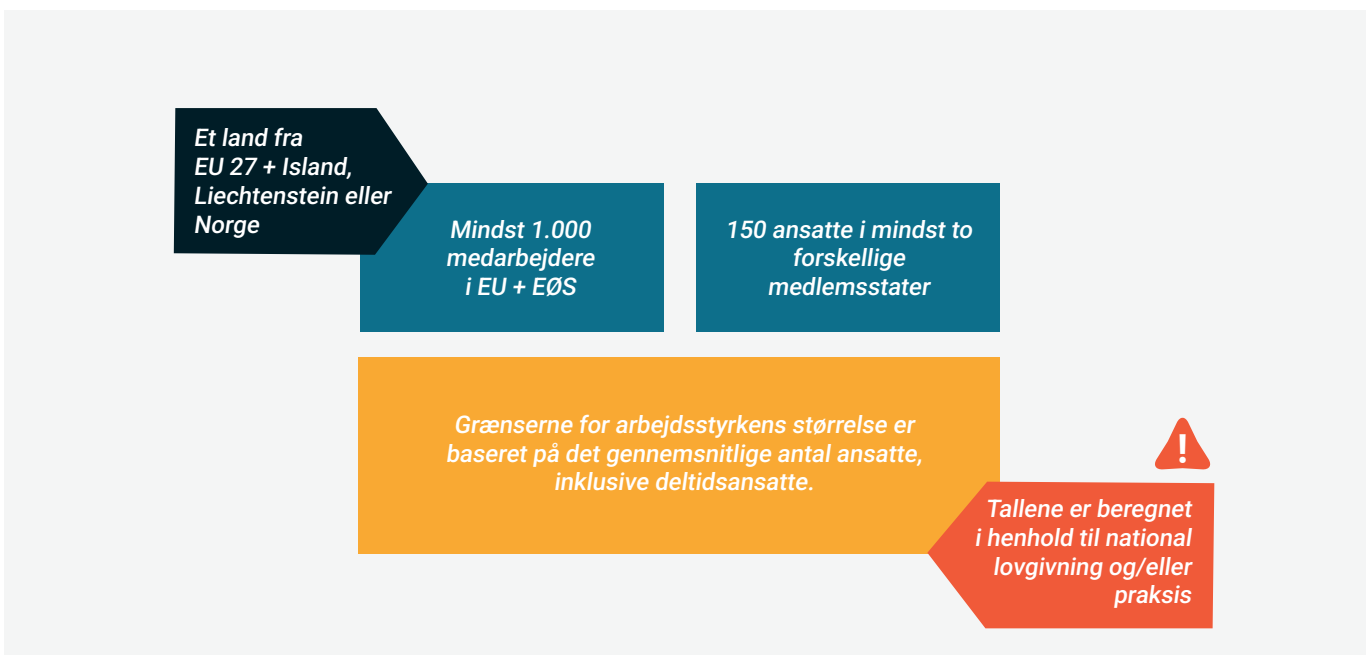 Et land fra
EU 27 + Island,
Liechtenstein eller
Norge
Mindst 1.000
medarbejdere
i EU + EØS
150 ansatte i mindst to
forskellige
medlemsstater
Grænserne for arbejdsstyrkens størrelse er
baseret på det gennemsnitlige antal ansatte,
inklusive deltidsansatte.
!
Tallene er beregnet
i henhold til national
lovgivning og/eller
praksis